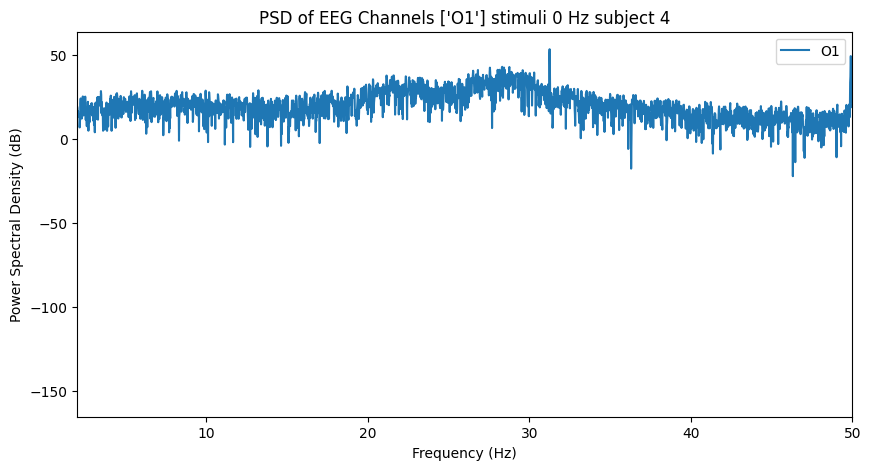 PSD of EEG Channels ['O1'] stimuli 0 Hz subject 4
O1
Power Spectral Density (dB)
50
0
−50
−100
−150
10 20 30 40 50
Frequency (Hz)